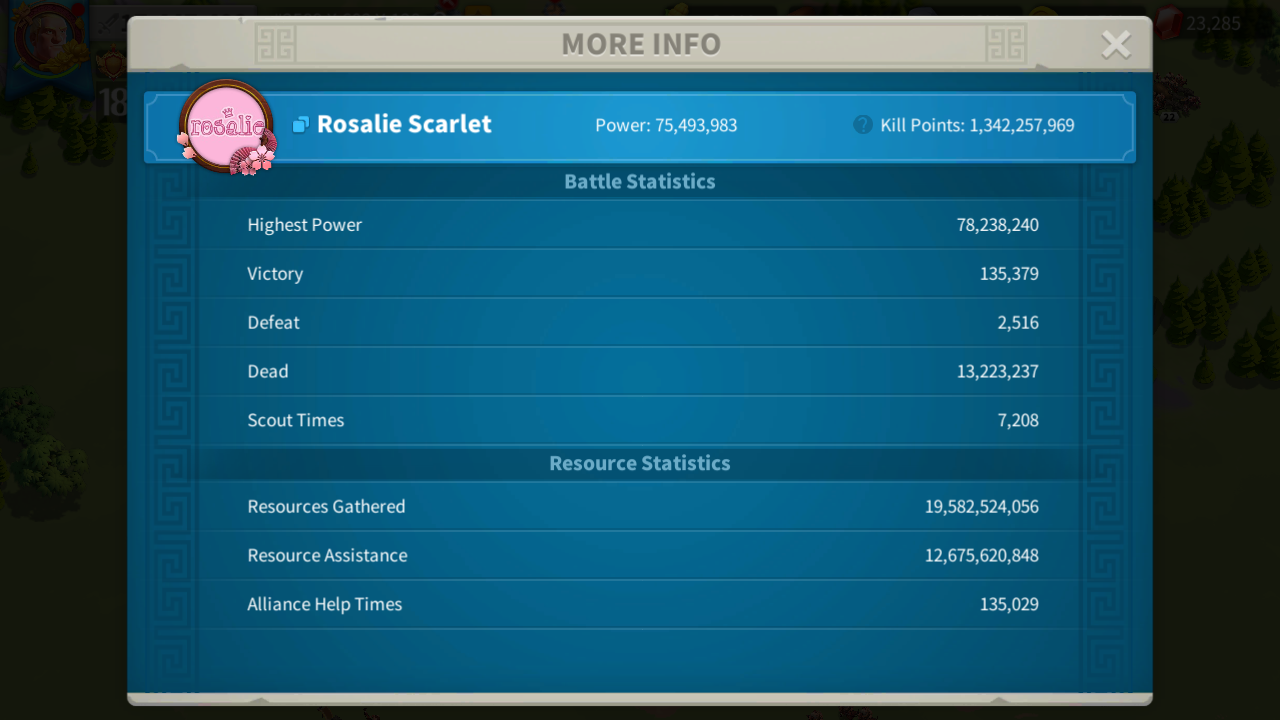 MORE INFO
23,285
18
rosalie
Rosalie Scarlet
Power: 75,493,983
? Kill Points: 1,342,257,969
22
Battle Statistics
Highest Power 78,238,240
Victory 135,379
Defeat 2,516
Dead 13,223,237
Scout Times 7,208
Resource Statistics
Resources Gathered 19,582,524,056
Resource Assistance 12,675,620,848
Alliance Help Times 135,029